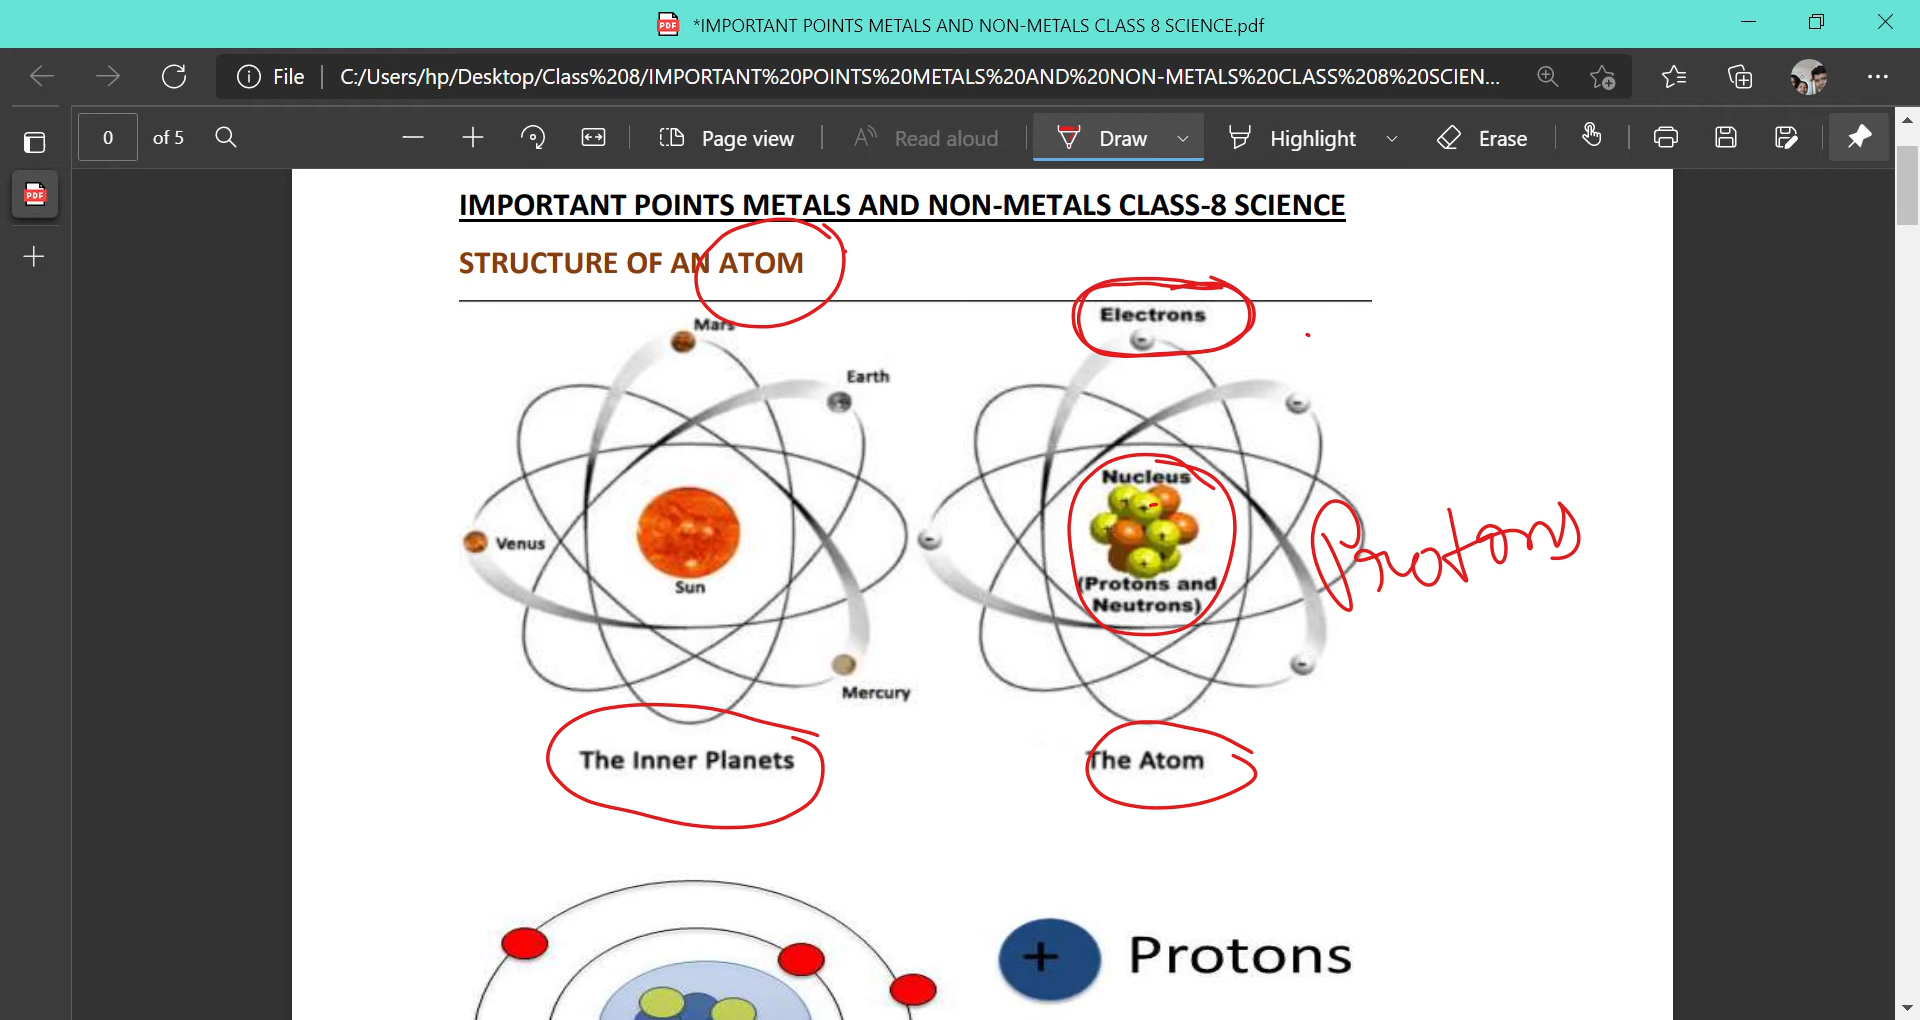 *IMPORTANT POINTS METALS AND NON-METALS CLASS 8 SCIENCE.pdf
File C:/Users/hp/Desktop/Class%208/IMPORTANT%20POINTS%20METALS%20AND%20NON-METALS%20CLASS%208%20SCIEN...
0 of 5 Page view Read aloud Draw Highlight Erase
IMPORTANT POINTS METALS AND NON-METALS CLASS-8 SCIENCE
STRUCTURE OF AN ATOM
Mars
Electrons
Earth
Nucleus
Protons
Venus
Sun
(Protons and
Neutrons)
Mercury
The Inner Planets
The Atom
+ Protons